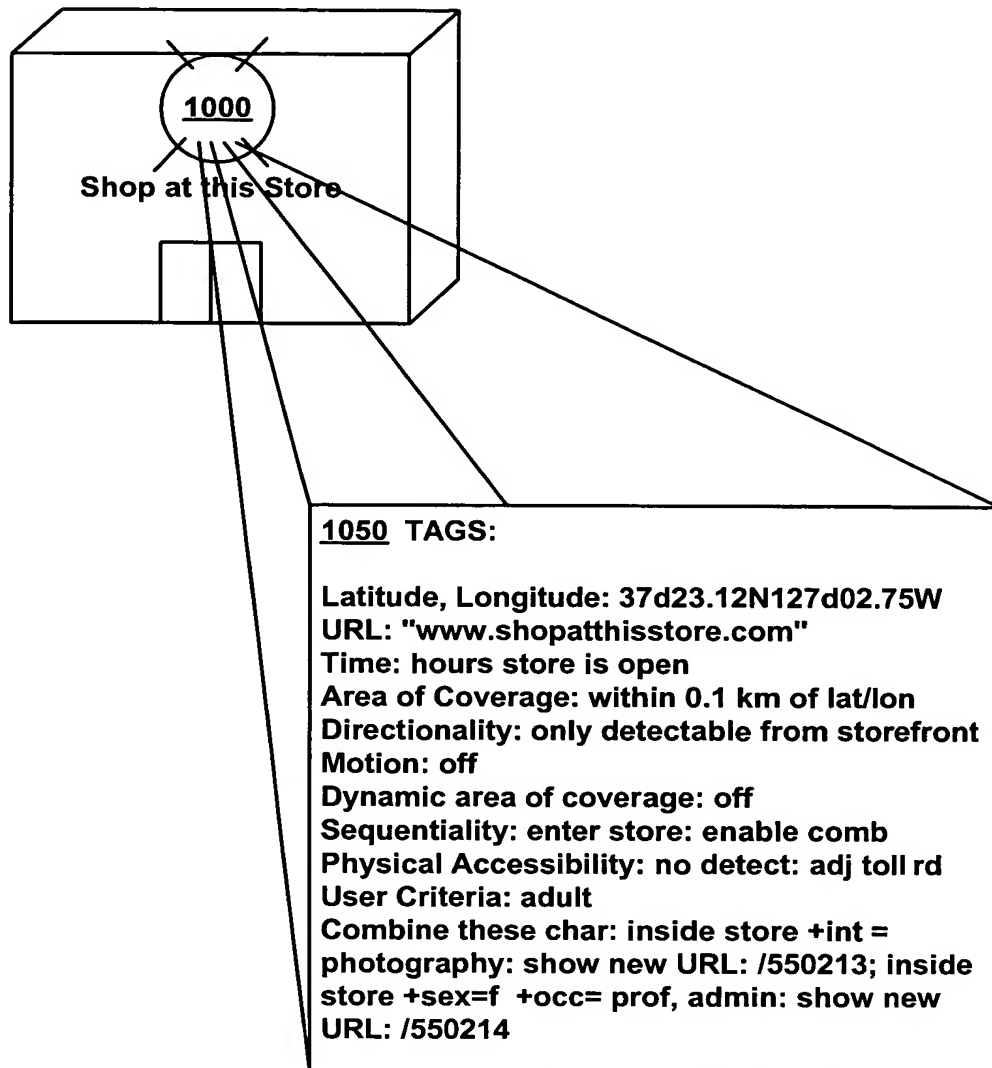 1000
Shop at this Store
1050 TAGS:
Latitude, Longitude: 37d23.12N127d02.75W
URL: "www.shopatthisstore.com"
Time: hours store is open
Area of Coverage: within 0.1 km of lat/lon
Directionality: only detectable from storefront
Motion: off
Dynamic area of coverage: off
Sequentiality: enter store: enable comb
Physical Accessibility: no detect: adj toll rd
User Criteria: adult
Combine these char: inside store +int =
photography: show new URL: /550213; inside
store +sex=f +occ= prof, admin: show new
URL: /550214